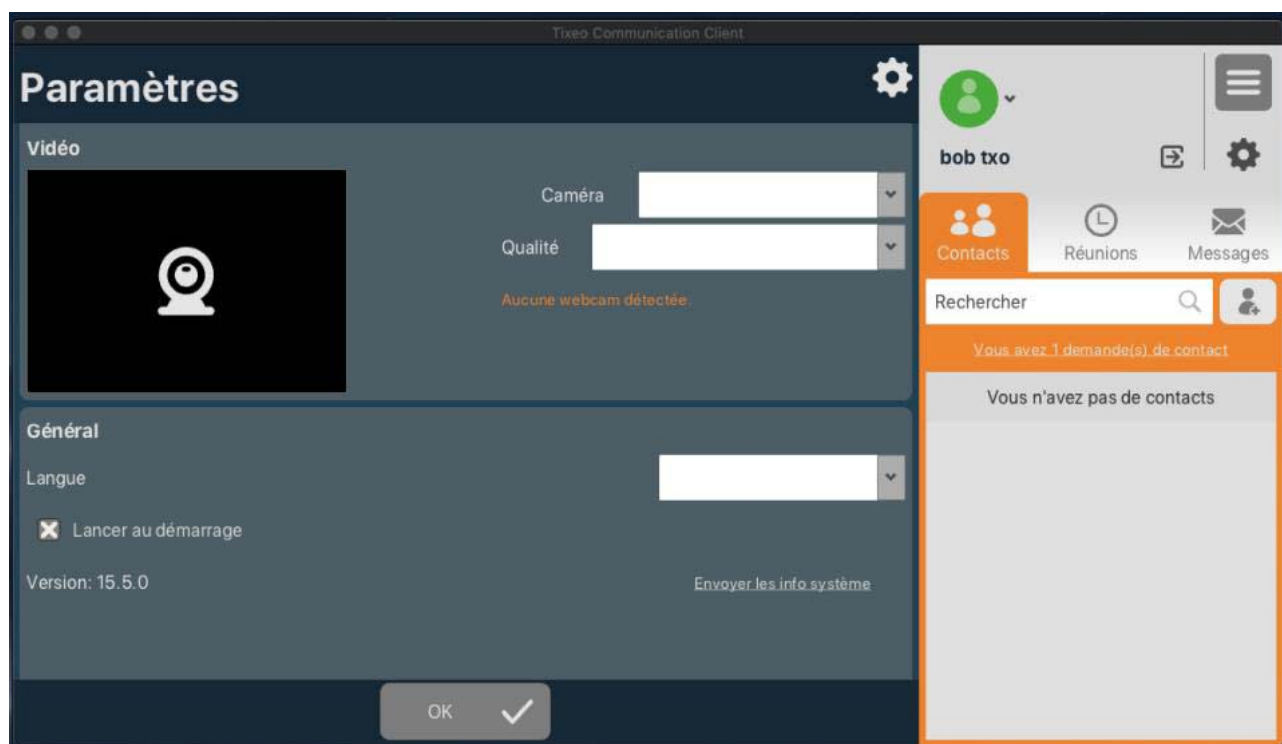 Tixeo Communication Client
Paramètres
Vidéo
Caméra
Qualité
Aucune webcam détectée.
Général
Langue
Lancer au démarrage
Version: 15.5.0
Envoyer les info système
OK
bob txo
Contacts
Réunions
Messages
Rechercher
Vous avez 1 demande(s) de contact
Vous n'avez pas de contacts